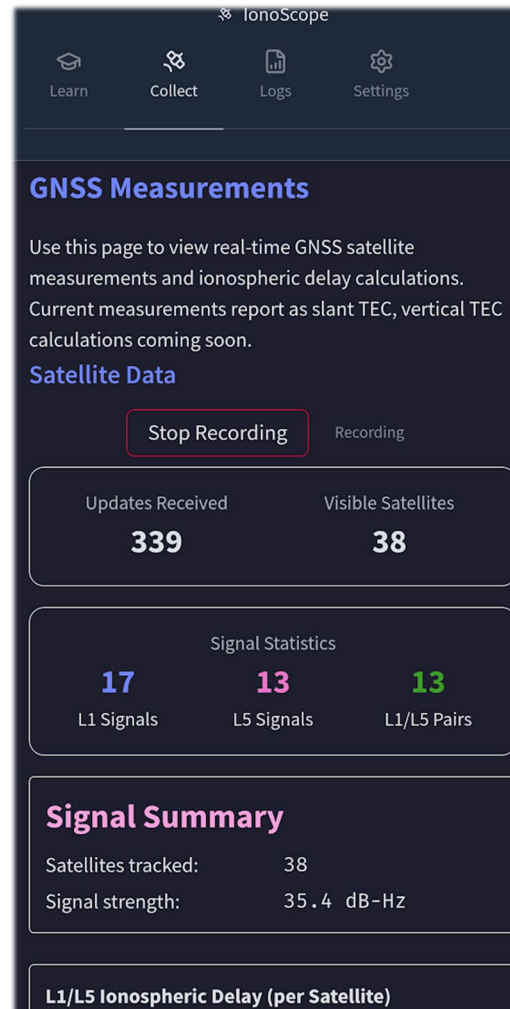 IonoScope
Learn Collect Logs Settings
GNSS Measurements
Use this page to view real-time GNSS satellite
measurements and ionospheric delay calculations.
Current measurements report as slant TEC, vertical TEC
calculations coming soon.
Satellite Data
Stop Recording Recording
Updates Received Visible Satellites
339 38
Signal Statistics
17 13 13
L1 Signals L5 Signals L1/L5 Pairs
Signal Summary
Satellites tracked: 38
Signal strength: 35.4 dB-Hz
L1/L5 Ionospheric Delay (per Satellite)